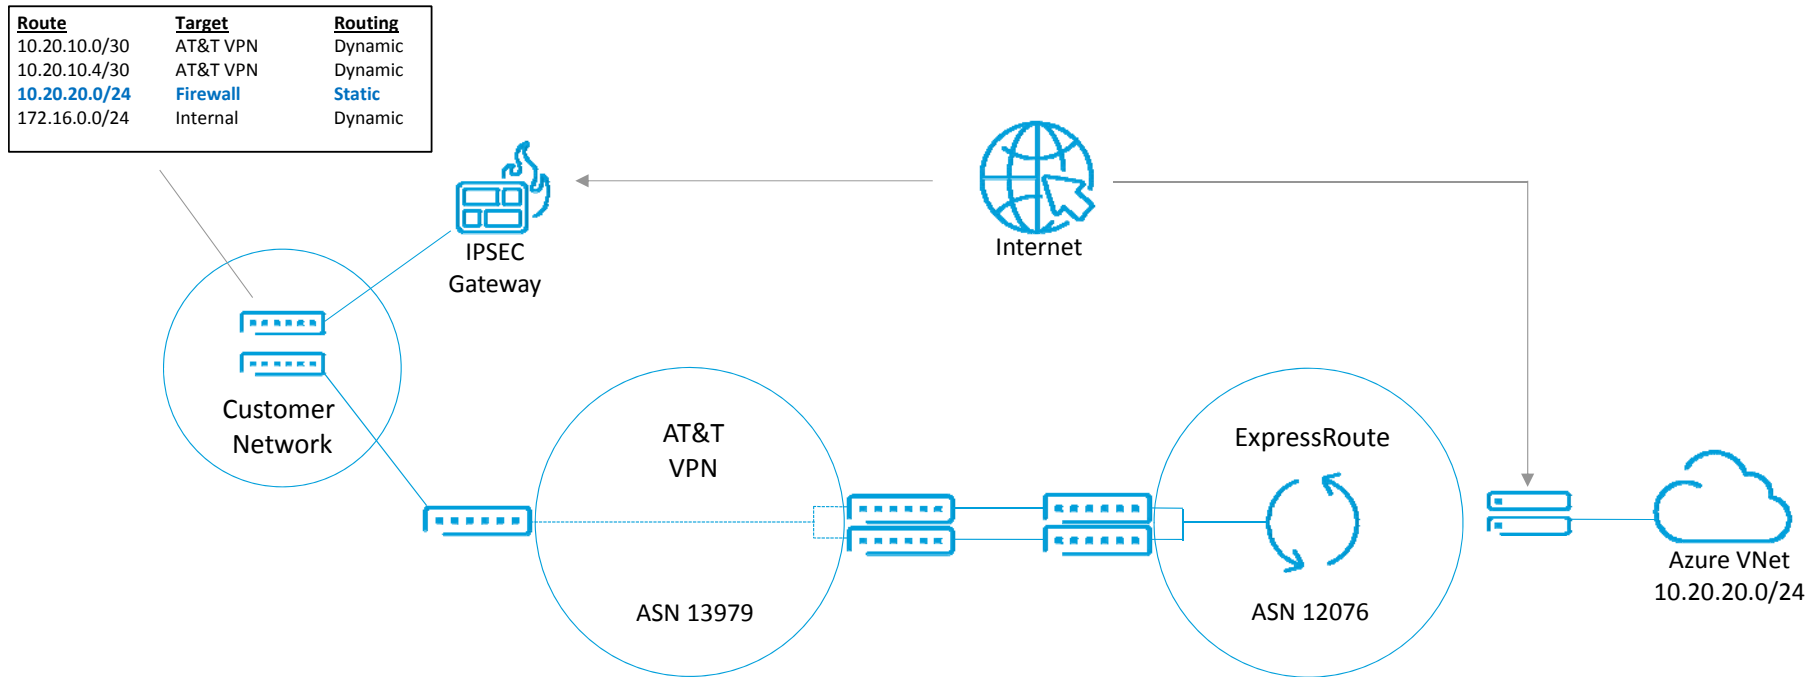 Route Target Routing
10.20.10.0/30 AT&T VPN Dynamic
10.20.10.4/30 AT&T VPN Dynamic
10.20.20.0/24 Firewall Static
172.16.0.0/24 Internal Dynamic
IPSEC
Gateway
Internet
Customer
Network
AT&T
VPN
ASN 13979
ExpressRoute
ASN 12076
Azure VNet
10.20.20.0/24